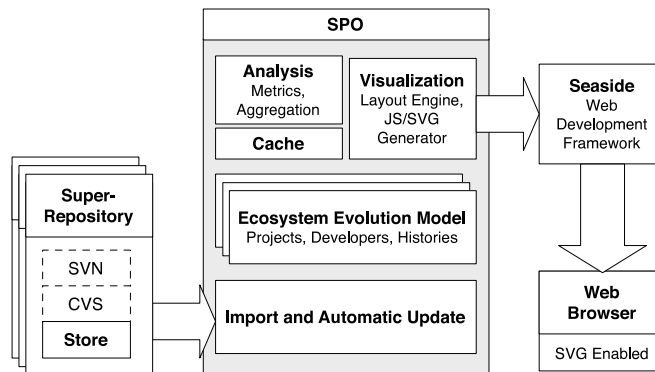 SPO
Analysis
Metrics,
Aggregation
Cache
Visualization
Layout Engine,
JS/SVG
Generator
Seaside
Web
Development
Framework
Super-
Repository
SVN
CVS
Store
Ecosystem Evolution Model
Projects, Developers, Histories
Import and Automatic Update
Web
Browser
SVG Enabled